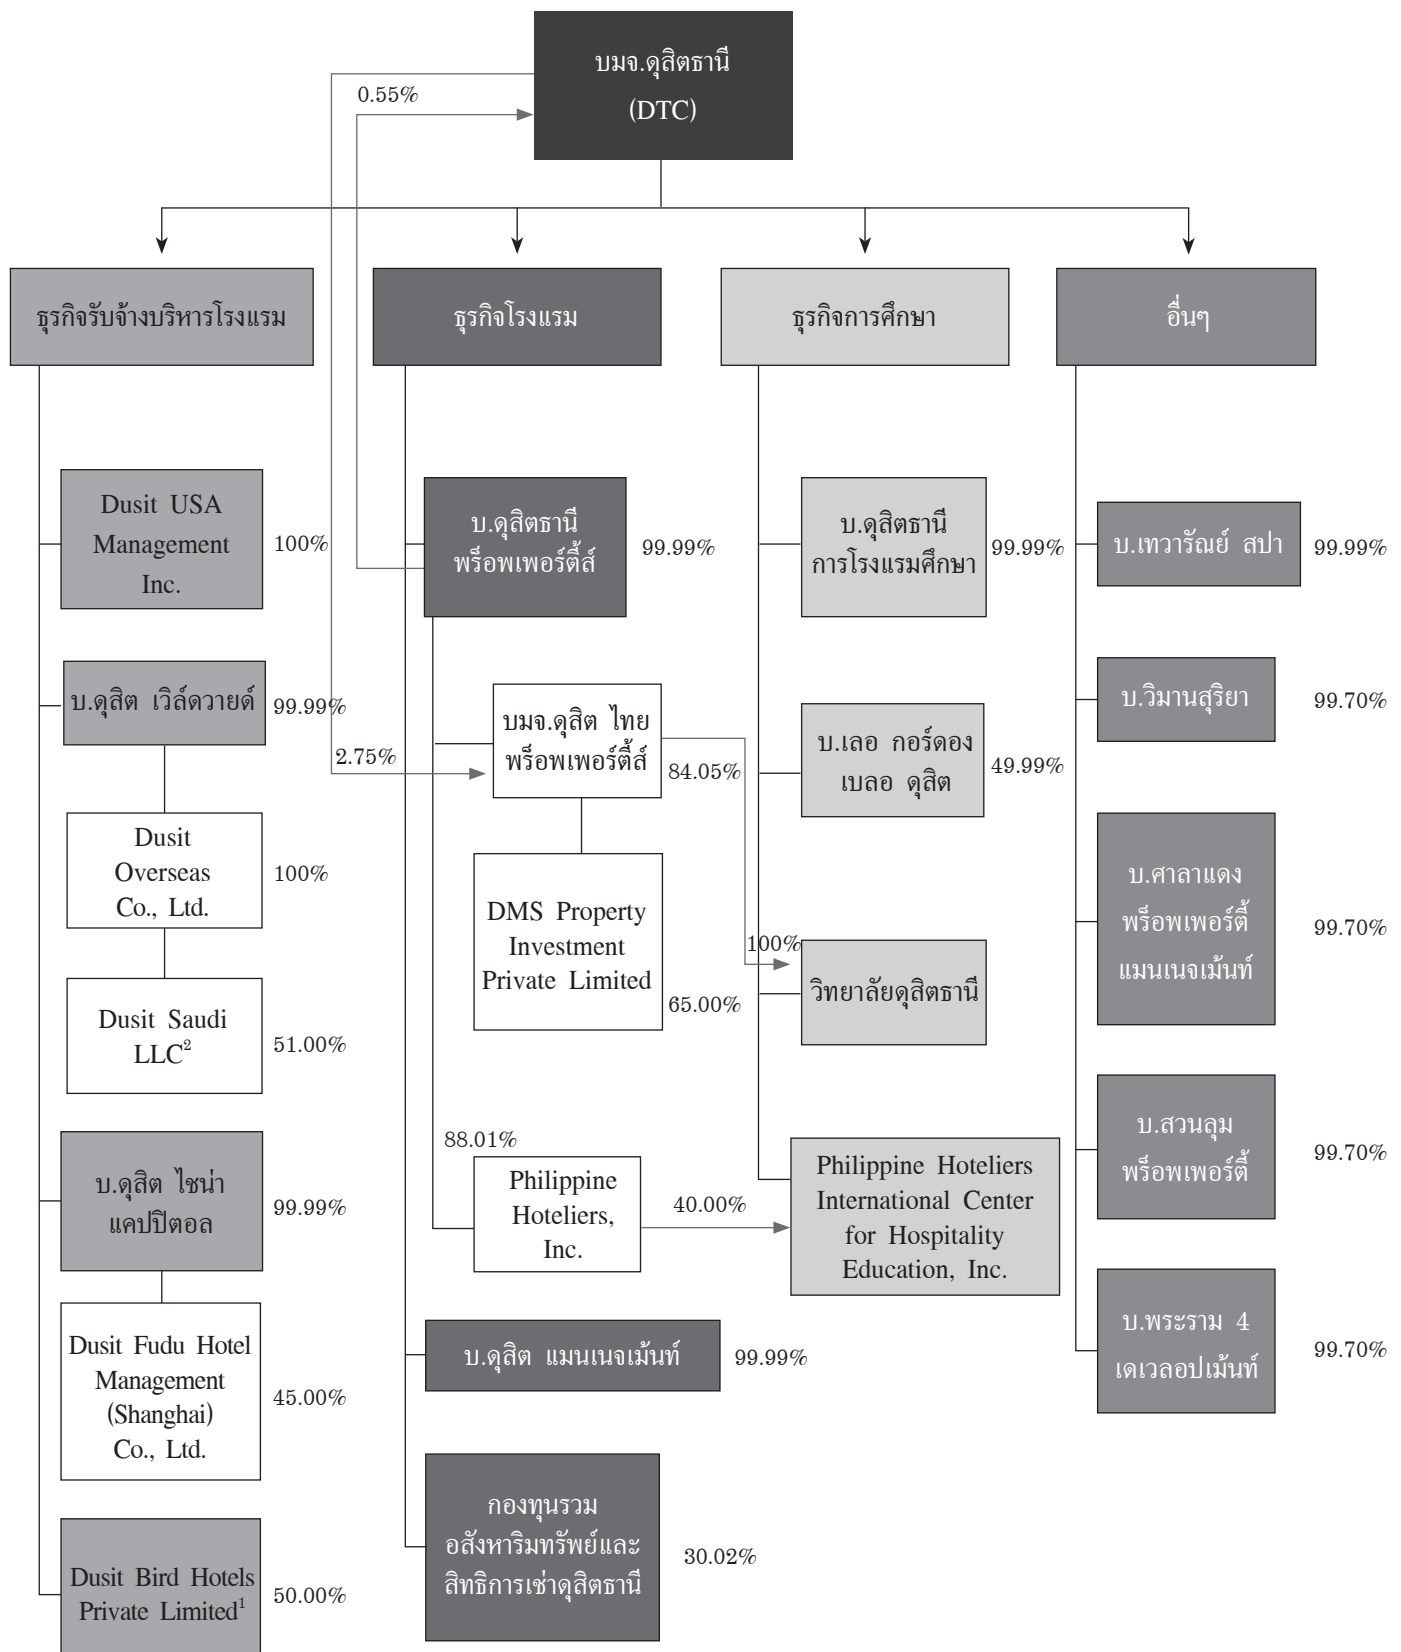 บมจ.ดุสิตธานี
(DTC)
0.55%
ธุรกิจรับจ้างบริหารโรงแรม
Dusit USA
Management
Inc.
100%
บ.ดุสิต เวิล์ดวายด์
99.99%
Dusit
Overseas
Co., Ltd.
100%
Dusit Saudi
LLC²
51.00%
บ.ดุสิต ไชน่า
แคปปิตอล
99.99%
Dusit Fudu Hotel
Management
(Shanghai)
Co., Ltd.
45.00%
Dusit Bird Hotels
Private Limited¹
50.00%
ธุรกิจโรงแรม
บ.ดุสิตธานี
พร็อพเพอร์ตี้ส์
99.99%
2.75%
บมจ.ดุสิต ไทย
พร็อพเพอร์ตี้ส์
84.05%
DMS Property
Investment
Private Limited
65.00%
88.01%
Philippine
Hoteliers,
Inc.
40.00%
บ.ดุสิต แมนเนจเม้นท์
99.99%
กองทุนรวม
อสังหาริมทรัพย์และ
สิทธิการเช่าดุสิตธานี
30.02%
ธุรกิจการศึกษา
บ.ดุสิตธานี
การโรงแรมศึกษา
99.99%
บ.เลอ กอร์ดอง
เบลอ ดุสิต
49.99%
100%
วิทยาลัยดุสิตธานี
Philippine Hoteliers
International Center
for Hospitality
Education, Inc.
อื่นๆ
บ.เทวารัณย์ สปา
99.99%
บ.วิมานสุริยา
99.70%
บ.ศาลาแดง
พร็อพเพอร์ตี้
แมนเนจเม้นท์
99.70%
บ.สวนลุม
พร็อพเพอร์ตี้
99.70%
บ.พระราม 4
เดเวลอปเม้นท์
99.70%